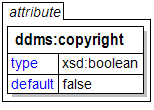 attribute
ddms:copyright
type xsd:boolean
default false